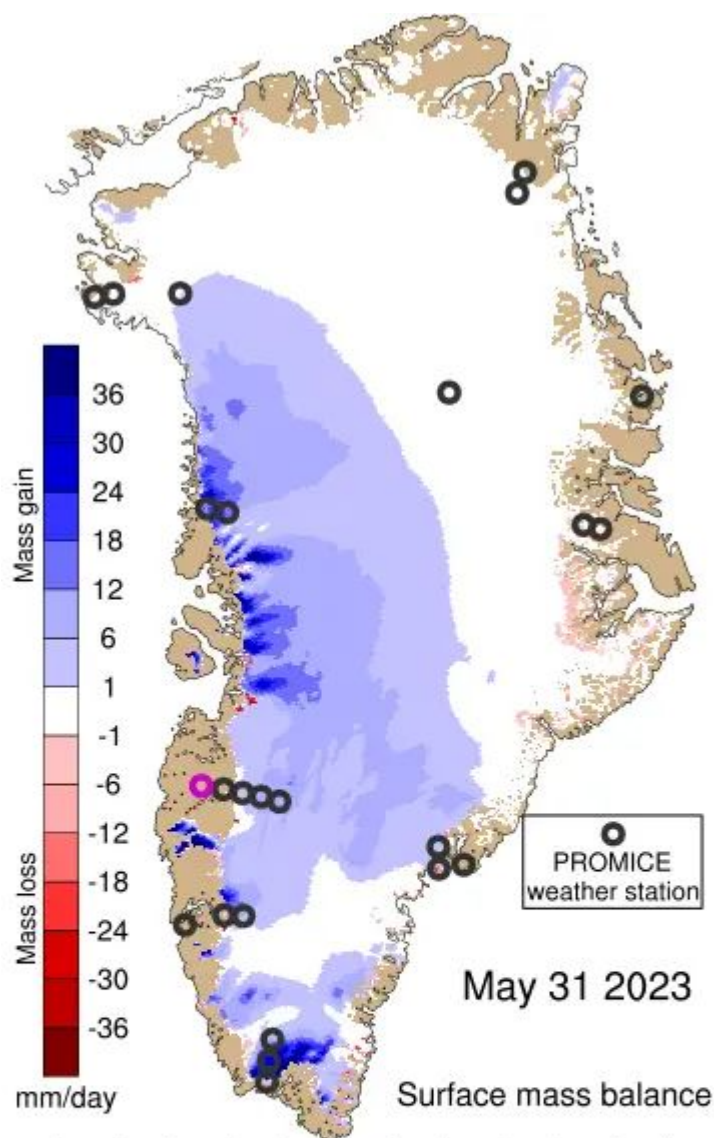 Mass gain
36
30
24
18
12
6
1
-1
-6
-12
-18
-24
-30
-36
Mass loss
mm/day
PROMICE
weather station
May 31 2023
Surface mass balance